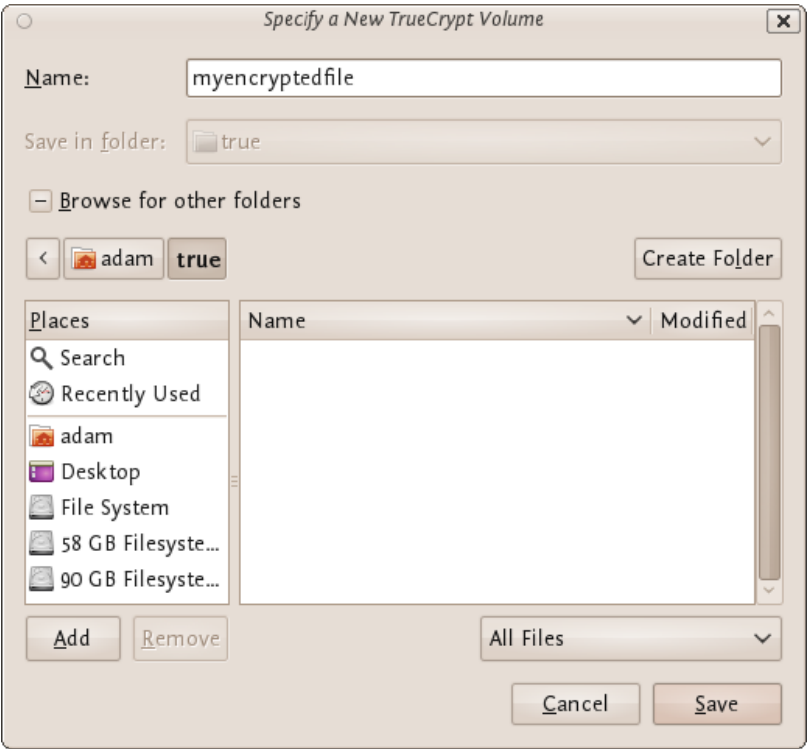 Specify a New TrueCrypt Volume
Name: myencryptedfile
Save in folder: true
Browse for other folders
< adam true Create Folder
Places Name Modified
Search
Recently Used
adam
Desktop
File System
58 GB Filesyste...
90 GB Filesyste...
Add Remove All Files
Cancel Save